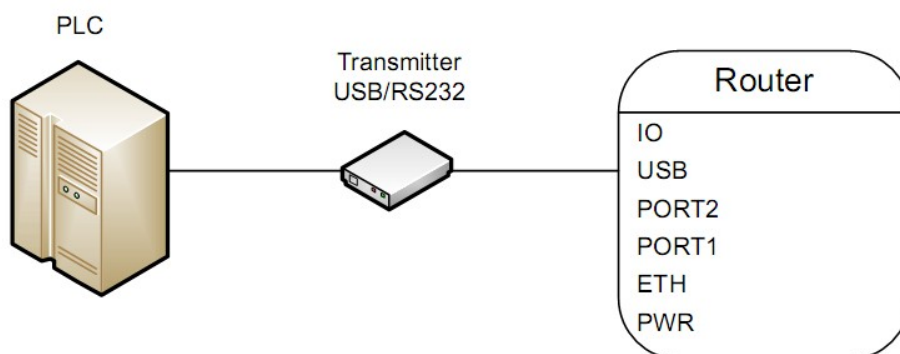 PLC
Transmitter
USB/RS232
Router
IO
USB
PORT2
PORT1
ETH
PWR